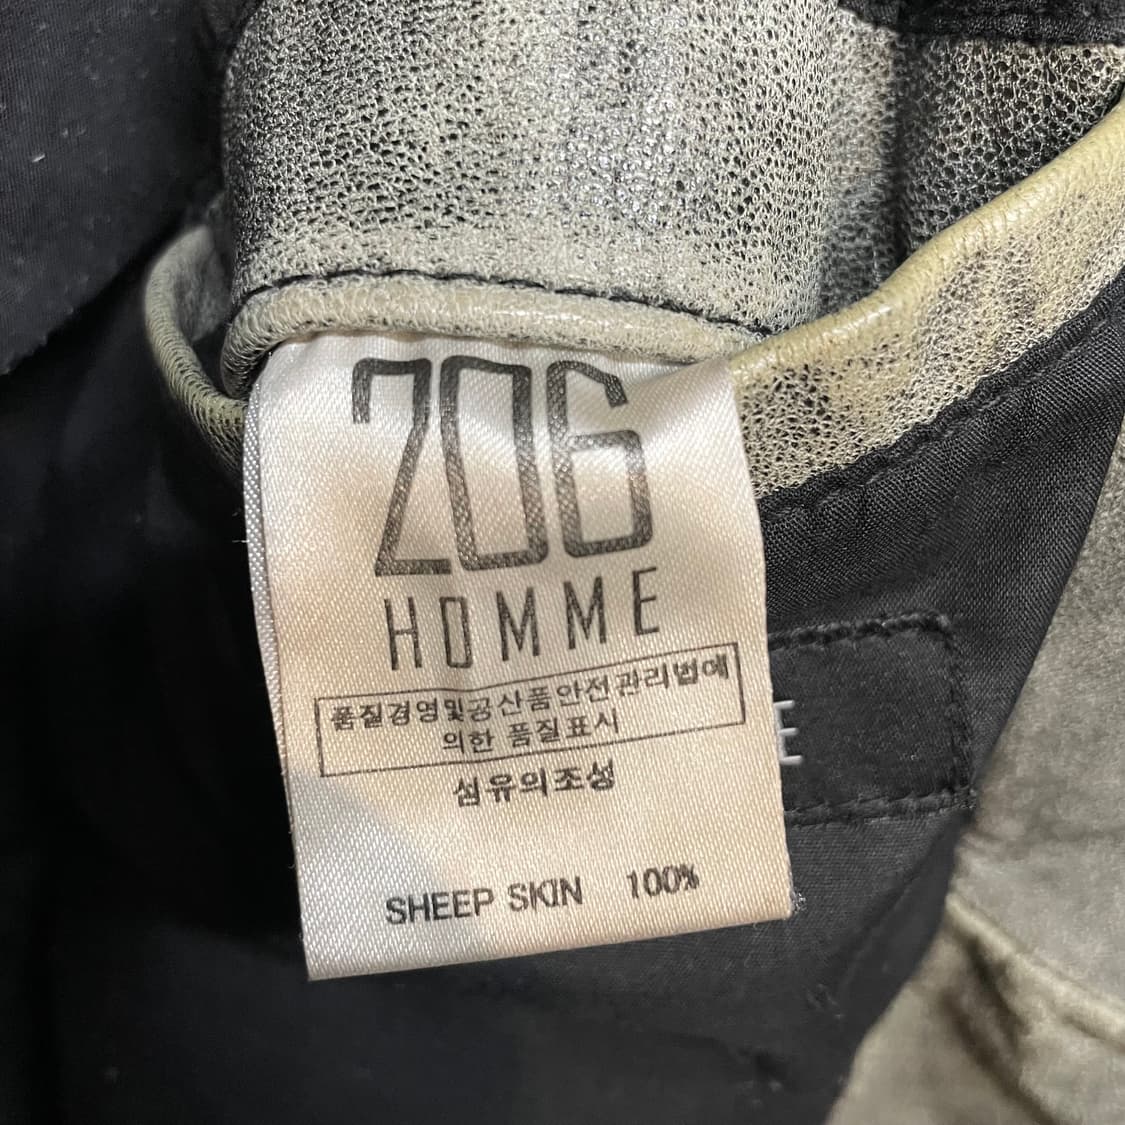 206
HOMME
품질경영및공산품안전관리법에
의한 품질표시
섬유의조성
SHEEP SKIN 100%
E